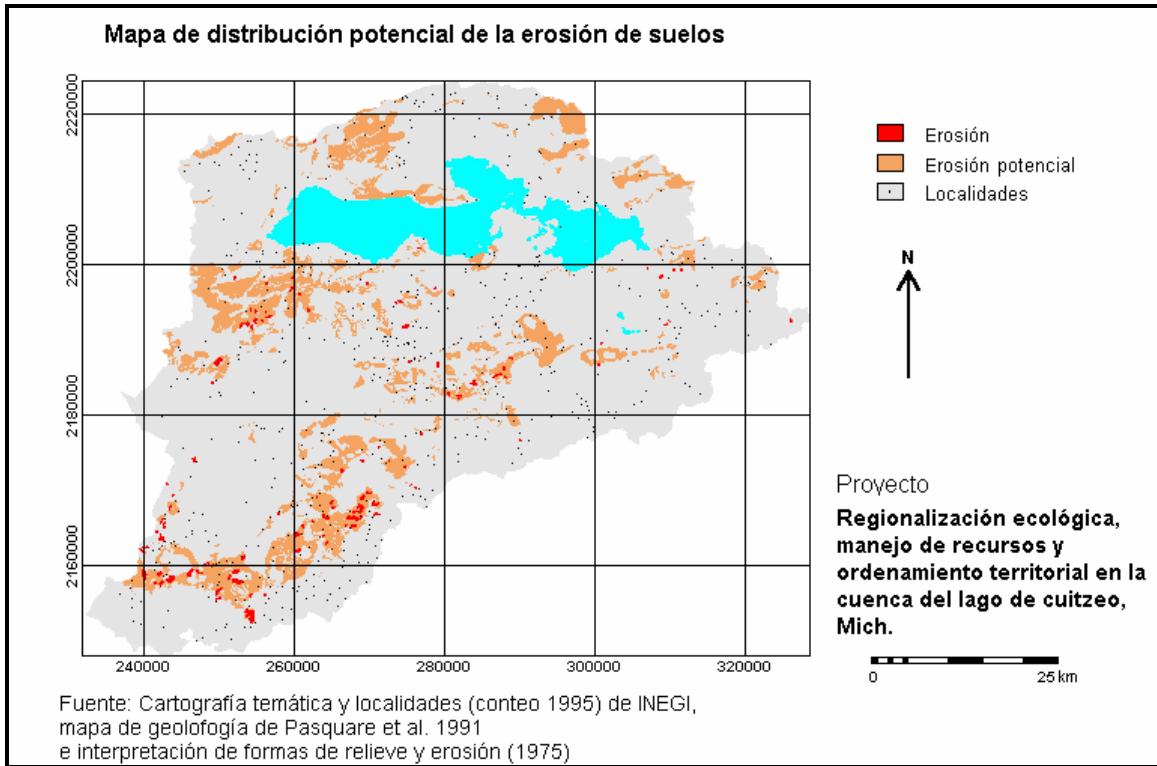 Mapa de distribución potencial de la erosión de suelos
2220000
2200000
2180000
2160000
240000
260000
280000
300000
320000
Erosión
Erosión potencial
Localidades
N
Proyecto
Regionalización ecológica,
manejo de recursos y
ordenamiento territorial en la
cuenca del lago de cuitzeo,
Mich.
0
25 km
Fuente: Cartografía temática y localidades (conteo 1995) de INEGI,
mapa de geolofogía de Pasquare et al. 1991
e interpretación de formas de relieve y erosión (1975)